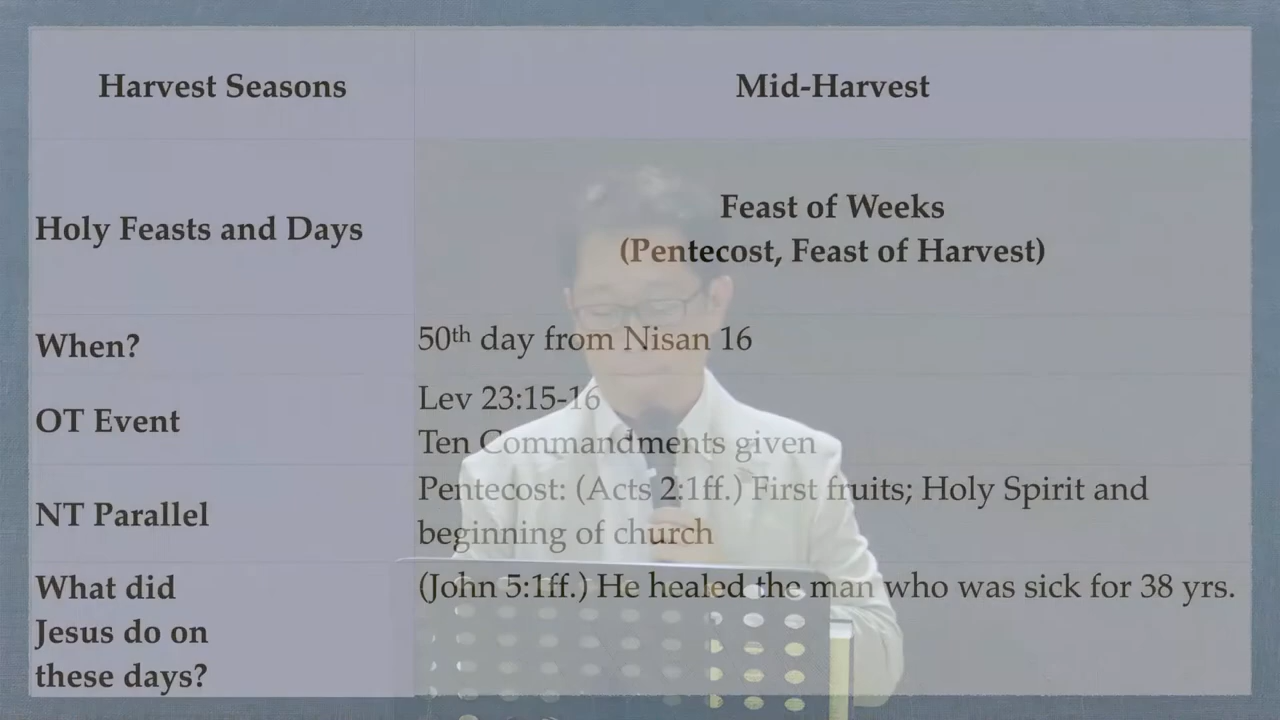 Harvest Seasons
Mid-Harvest
Holy Feasts and Days
Feast of Weeks
(Pentecost, Feast of Harvest)
When?
50th day from Nisan 16
OT Event
Lev 23:15-16
Ten Commandments given
NT Parallel
Pentecost: (Acts 2:1ff.) First fruits; Holy Spirit and
beginning of church
What did
Jesus do on
these days?
(John 5:1ff.) He healed the man who was sick for 38 yrs.